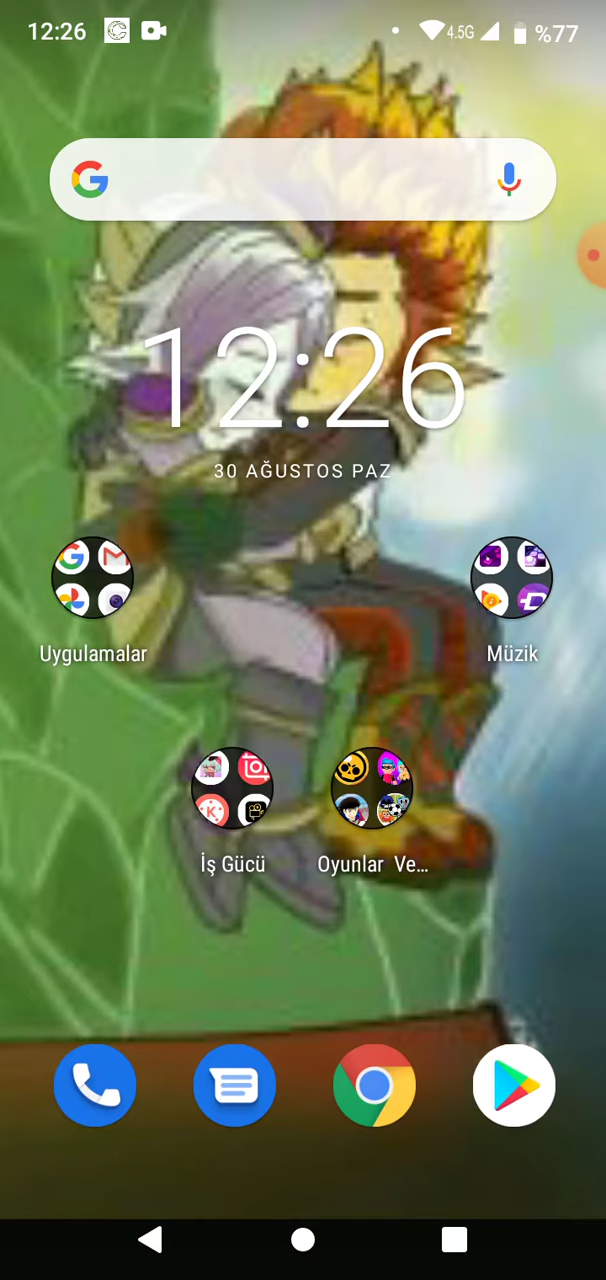 12:26
4.5G
%77
12:26
30 AĞUSTOS PAZ
Uygulamalar
Müzik
İş Gücü
Oyunlar Ve...